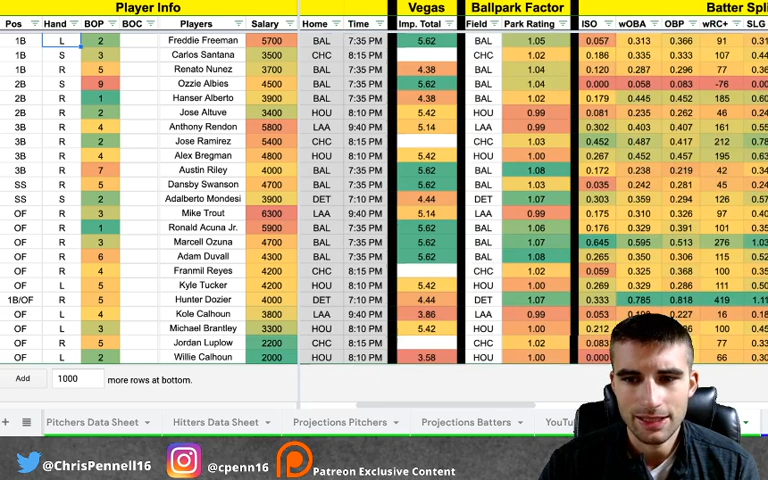 Player Info Vegas Ballpark Factor Batter Spli
Pos Hand BOP BOC Players Salary Home Time Imp. Total Field Park Rating ISO wOBA OBP wRC+ SLG
1B L 2 Freddie Freeman 5700 BAL 7:35 PM 5.62 BAL 1.05 0.057 0.313 0.366 91 0.31
1B S 3 Carlos Santana 3500 CHC 8:15 PM CHC 1.02 0.186 0.335 0.333 107 0.44
1B R 5 Renato Nunez 3700 BAL 7:35 PM 4.38 BAL 1.04 0.120 0.287 0.296 77 0.36
2B S 9 Ozzie Albies 4500 BAL 7:35 PM 5.62 BAL 1.04 0.000 0.058 0.083 -76 0.00
2B R 1 Hanser Alberto 3900 BAL 7:35 PM 4.38 BAL 1.02 0.179 0.445 0.452 185 0.60
2B R 2 Jose Altuve 3400 HOU 8:10 PM 5.42 HOU 0.99 0.081 0.235 0.262 46 0.24
3B R 4 Anthony Rendon 5800 LAA 9:40 PM 5.14 LAA 0.99 0.302 0.403 0.407 161 0.55
3B R 2 Jose Ramirez 5400 CHC 8:15 PM CHC 1.03 0.452 0.487 0.417 212 0.78
3B R 4 Alex Bregman 4800 HOU 8:10 PM 5.42 HOU 1.00 0.267 0.452 0.457 195 0.63
3B R 7 Austin Riley 4000 BAL 7:35 PM 5.62 BAL 1.08 0.172 0.238 0.219 42 0.34
SS R 5 Dansby Swanson 4700 BAL 7:35 PM 5.62 BAL 1.03 0.035 0.242 0.281 45 0.24
SS S 2 Adalberto Mondesi 3900 DET 7:10 PM 4.44 DET 1.07 0.303 0.359 0.294 126 0.57
OF R 3 Mike Trout 6300 LAA 9:40 PM 5.14 LAA 0.99 0.175 0.310 0.326 97 0.40
OF R 1 Ronald Acuna Jr. 5900 BAL 7:35 PM 5.62 BAL 1.06 0.176 0.329 0.391 101 0.35
OF R 3 Marcell Ozuna 4700 BAL 7:35 PM 5.62 BAL 1.07 0.645 0.595 0.513 276 1.03
OF R 6 Adam Duvall 4300 BAL 7:35 PM 5.62 BAL 1.08 0.265 0.350 0.306 115 0.52
OF R 4 Franmil Reyes 4200 CHC 8:15 PM CHC 1.02 0.059 0.325 0.368 100 0.35
OF L 5 Kyle Tucker 4200 HOU 8:10 PM 5.42 HOU 1.00 0.269 0.329 0.286 111 0.50
1B/OF R 5 Hunter Dozier 4000 DET 7:10 PM 4.44 DET 1.07 0.333 0.785 0.818 419 1.11
OF L 4 Kole Calhoun 3800 LAA 9:40 PM 3.86 LAA 0.99 0.053 0.227 16 0.18
OF L 3 Michael Brantley 3300 HOU 8:10 PM 5.42 HOU 1.00 0.212 100 0.45
OF R 5 Jordan Luplow 2200 CHC 8:15 PM CHC 1.02 0.083 77 0.33
OF L 2 Willie Calhoun 2000 HOU 8:10 PM 3.58 HOU 1.00 0.000 66 0.30
Add 1000 more rows at bottom.
Pitchers Data Sheet Hitters Data Sheet Projections Pitchers Projections Batters YouTu
@ChrisPennell16 @cpenn16 Patreon Exclusive Content